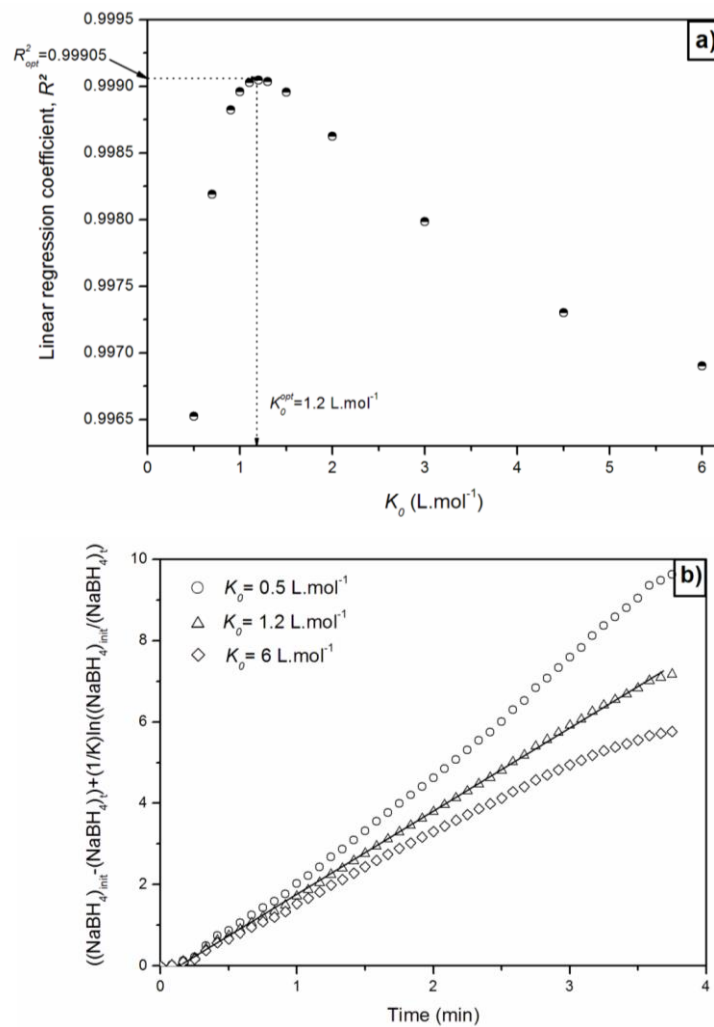 a)
R²opt=0.99905
0.9995
0.9990
0.9985
0.9980
0.9975
0.9970
0.9965
Linear regression coefficient, R²
K₀ᵒᵖᵗ=1.2 L.mol⁻¹
0 1 2 3 4 5 6
K₀ (L.mol⁻¹)
b)
((NaBH₄)init-(NaBH₄)t)+(1/K)ln((NaBH₄)init/(NaBH₄)t)
10
8
6
4
2
0
K₀= 0.5 L.mol⁻¹
K₀= 1.2 L.mol⁻¹
K₀= 6 L.mol⁻¹
0 1 2 3 4
Time (min)